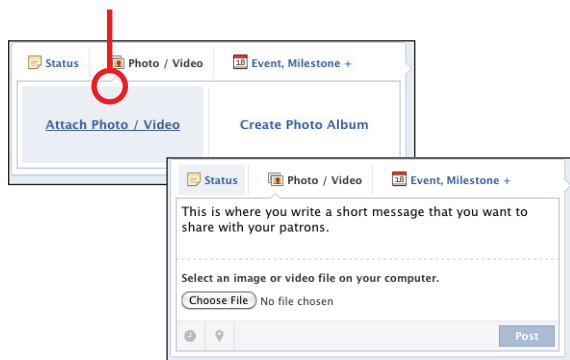 Status Photo / Video 18 Event, Milestone +
Attach Photo / Video Create Photo Album
Status Photo / Video 18 Event, Milestone +
This is where you write a short message that you want to
share with your patrons.
Select an image or video file on your computer.
Choose File No file chosen
Post